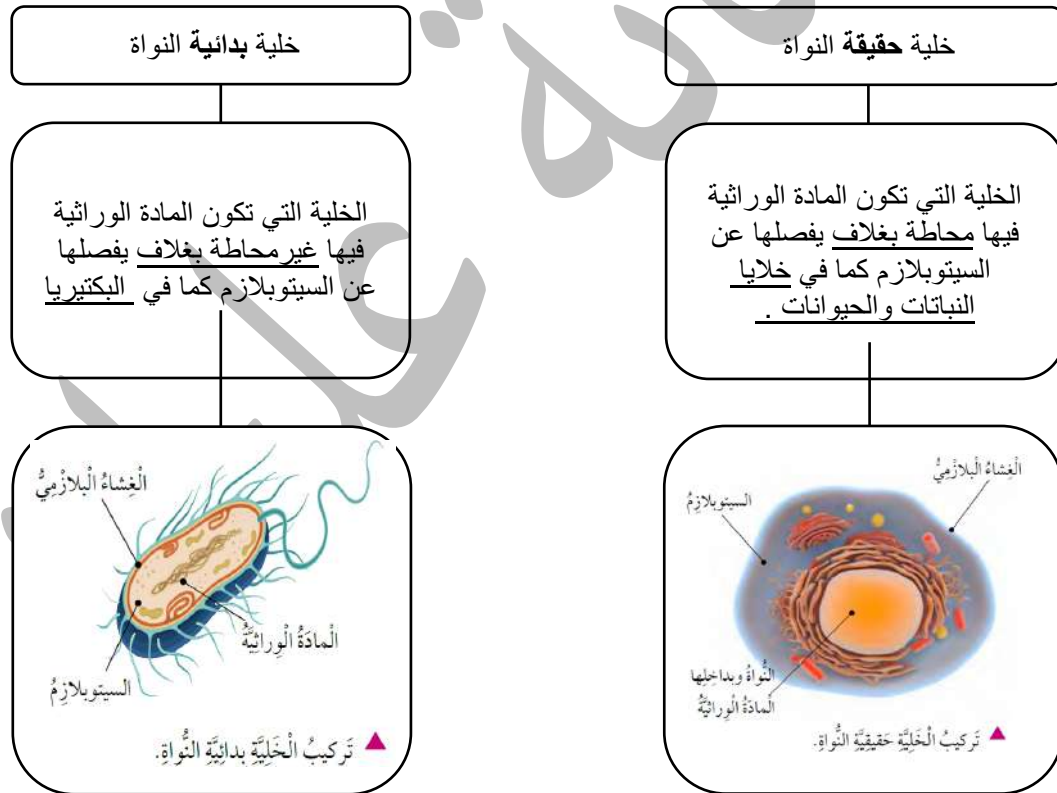 خلية حقيقة النواة
الخلية التي تكون المادة الوراثية
فيها محاطة بغلاف يفصلها عن
السيتوبلازم كما في خلايا
النباتات والحيوانات .
الْغِشاءُ الْبلازْمِيُّ
السيتوبلازِمُ
النَّواةُ وبداخِلِها
الْمادَةُ الْوِراثِيَّةُ
تَركيبُ الْخَلِيَّةِ حَقيقِيَّةِ النَّواةِ.
خلية بدائية النواة
الخلية التي تكون المادة الوراثية
فيها غيرمحاطة بغلاف يفصلها
عن السيتوبلازم كما في البكتيريا
الْغِشاءُ الْبلازْمِيُّ
الْمادَةُ الْوِراثِيَّةُ
السيتوبلازِمُ
تَركيبُ الْخَلِيَّةِ بدائِيَّةِ النَّواةِ.